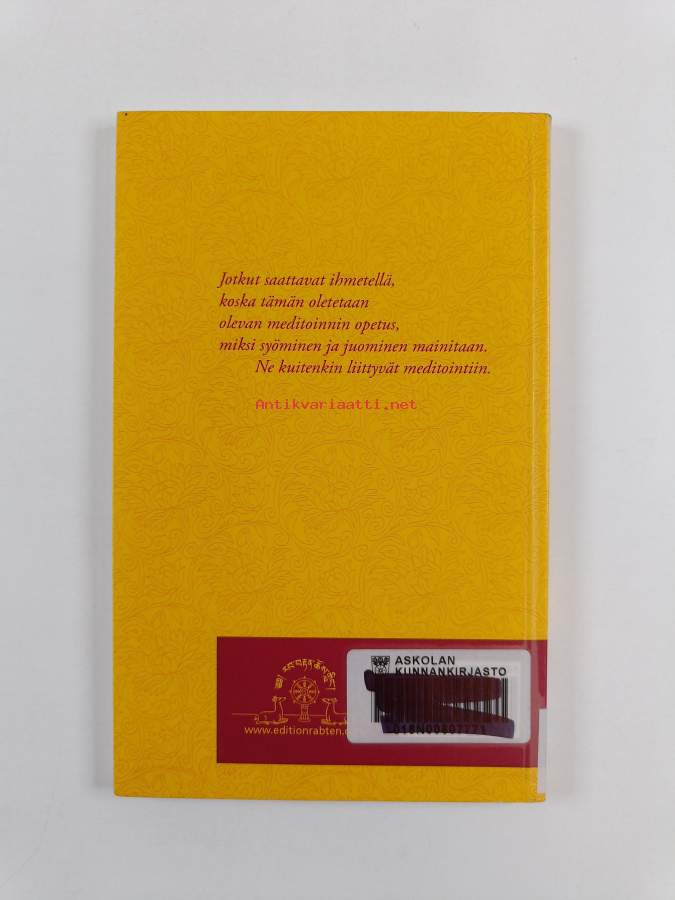 Jotkut saattavat ihmetellä,
koska tämän oletetaan
olevan meditoinnin opetus,
miksi syöminen ja juominen mainitaan.
Ne kuitenkin liittyvät meditointiin.
Antikvariaatti.net
ASKOLAN
KUNNANKIRJASTO
www.editionrabten.